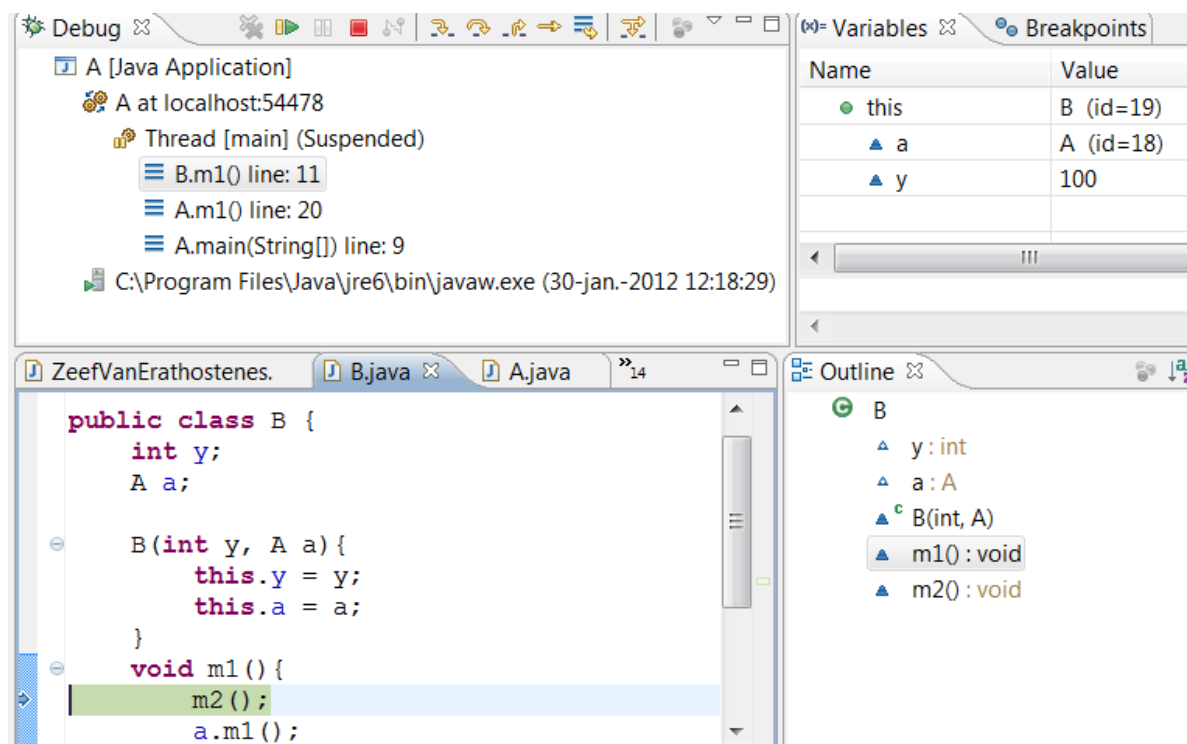 Debug
A [Java Application]
A at localhost:54478
Thread [main] (Suspended)
B.m1() line: 11
A.m1() line: 20
A.main(String[]) line: 9
C:\Program Files\Java\jre6\bin\javaw.exe (30-jan.-2012 12:18:29)
(x)= Variables Breakpoints
Name Value
this B (id=19)
a A (id=18)
y 100
ZeefVanErathostenes. B.java A.java »14
public class B {
int y;
A a;
B(int y, A a){
this.y = y;
this.a = a;
}
void m1(){
m2();
a.m1();
Outline
B
y : int
a : A
B(int, A)
m1() : void
m2() : void